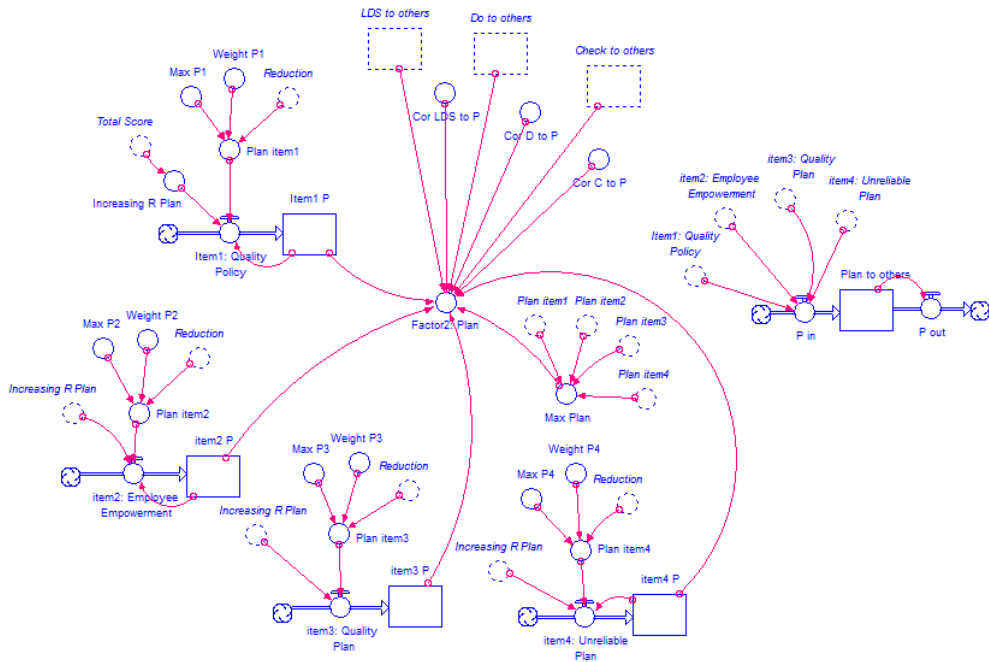 LDS to others
Do to others
Check to others
Weight P1
Max P1
Reduction
Cor LDS to P
Cor D to P
Cor C to P
Total Score
Plan item1
Increasing R Plan
Item1 P
Item1: Quality
Policy
item3: Quality
Plan
item2: Employee
Empowerment
item4: Unreliable
Plan
Item1: Quality
Policy
Plan to others
P in
P out
Factor2: Plan
Plan item1
Plan item2
Plan item3
Plan item4
Max Plan
Weight P2
Max P2
Reduction
Increasing R Plan
Plan item2
item2 P
item2: Employee
Empowerment
Weight P3
Max P3
Reduction
Increasing R Plan
Plan item3
item3 P
item3: Quality
Plan
Weight P4
Max P4
Reduction
Increasing R Plan
Plan item4
item4 P
item4: Unreliable
Plan